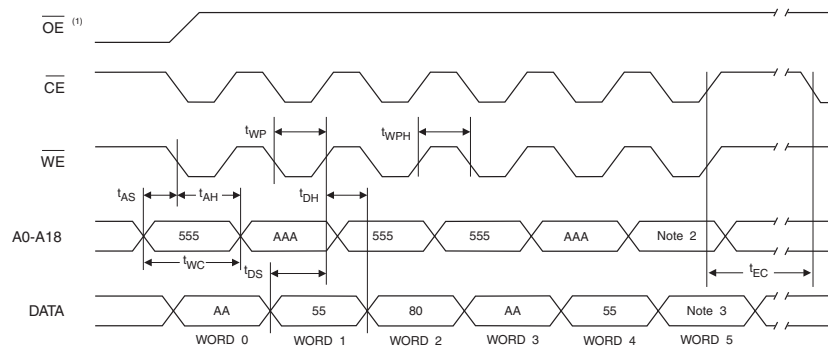 OE (1)
CE
tWP
tWPH
WE
tAS
tAH
tDH
A0-A18
555
AAA
555
555
AAA
Note 2
tWC
tDS
tEC
DATA
AA
55
80
AA
55
Note 3
WORD 0
WORD 1
WORD 2
WORD 3
WORD 4
WORD 5